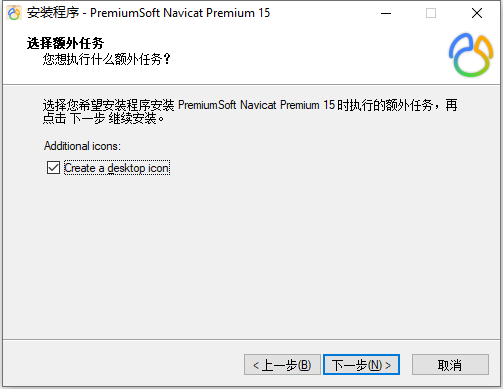 安装程序 - PremiumSoft Navicat Premium 15
选择额外任务
您想执行什么额外任务？
选择您希望安装程序安装 PremiumSoft Navicat Premium 15 时执行的额外任务，再
点击 下一步 继续安装。
Additional icons:
Create a desktop icon
< 上一步(B)
下一步(N) >
取消